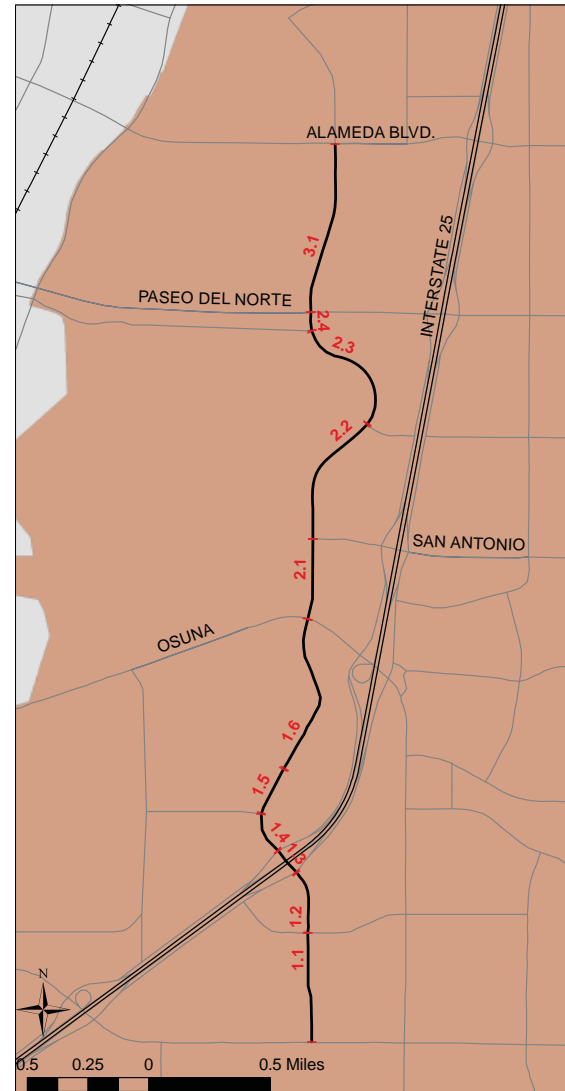 ALAMEDA BLVD.
3.1
INTERSTATE 25
PASEO DEL NORTE
2.4
2.3
2.2
SAN ANTONIO
2.1
OSUNA
1.6
1.5
1.4
1.3
1.2
1.1
N
0.5 0.25 0 0.5 Miles